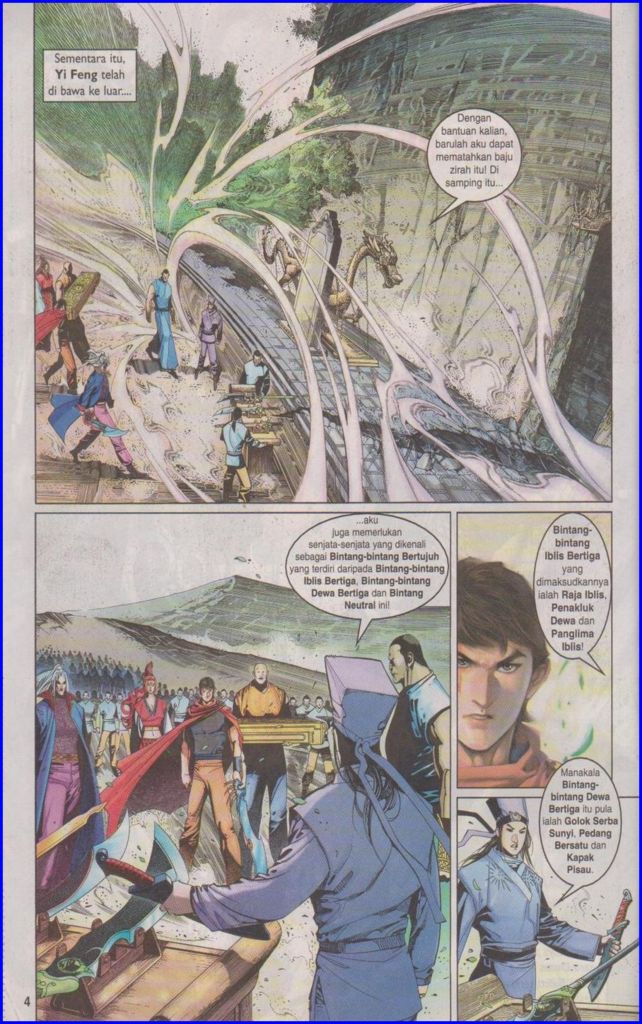 Sementara itu,
Yi Feng telah
di bawa ke luar....
Dengan
bantuan kalian,
barulah aku dapat
mematahkan baju
zirah itu! Di
samping itu...
...aku
juga memerlukan
senjata-senjata yang dikenali
sebagai Bintang-bintang Bertujuh
yang terdiri daripada Bintang-bintang
Iblis Bertiga, Bintang-bintang
Dewa Bertiga dan Bintang
Neutral ini!
Bintang-
bintang
Iblis Bertiga
yang
dimaksudkannya
ialah Raja Iblis,
Penakluk
Dewa dan
Panglima
Iblis!
Manakala
Bintang-
bintang Dewa
Bertiga itu pula
ialah Golok Serba
Sunyi, Pedang
Bersatu dan
Kapak
Pisau.
4